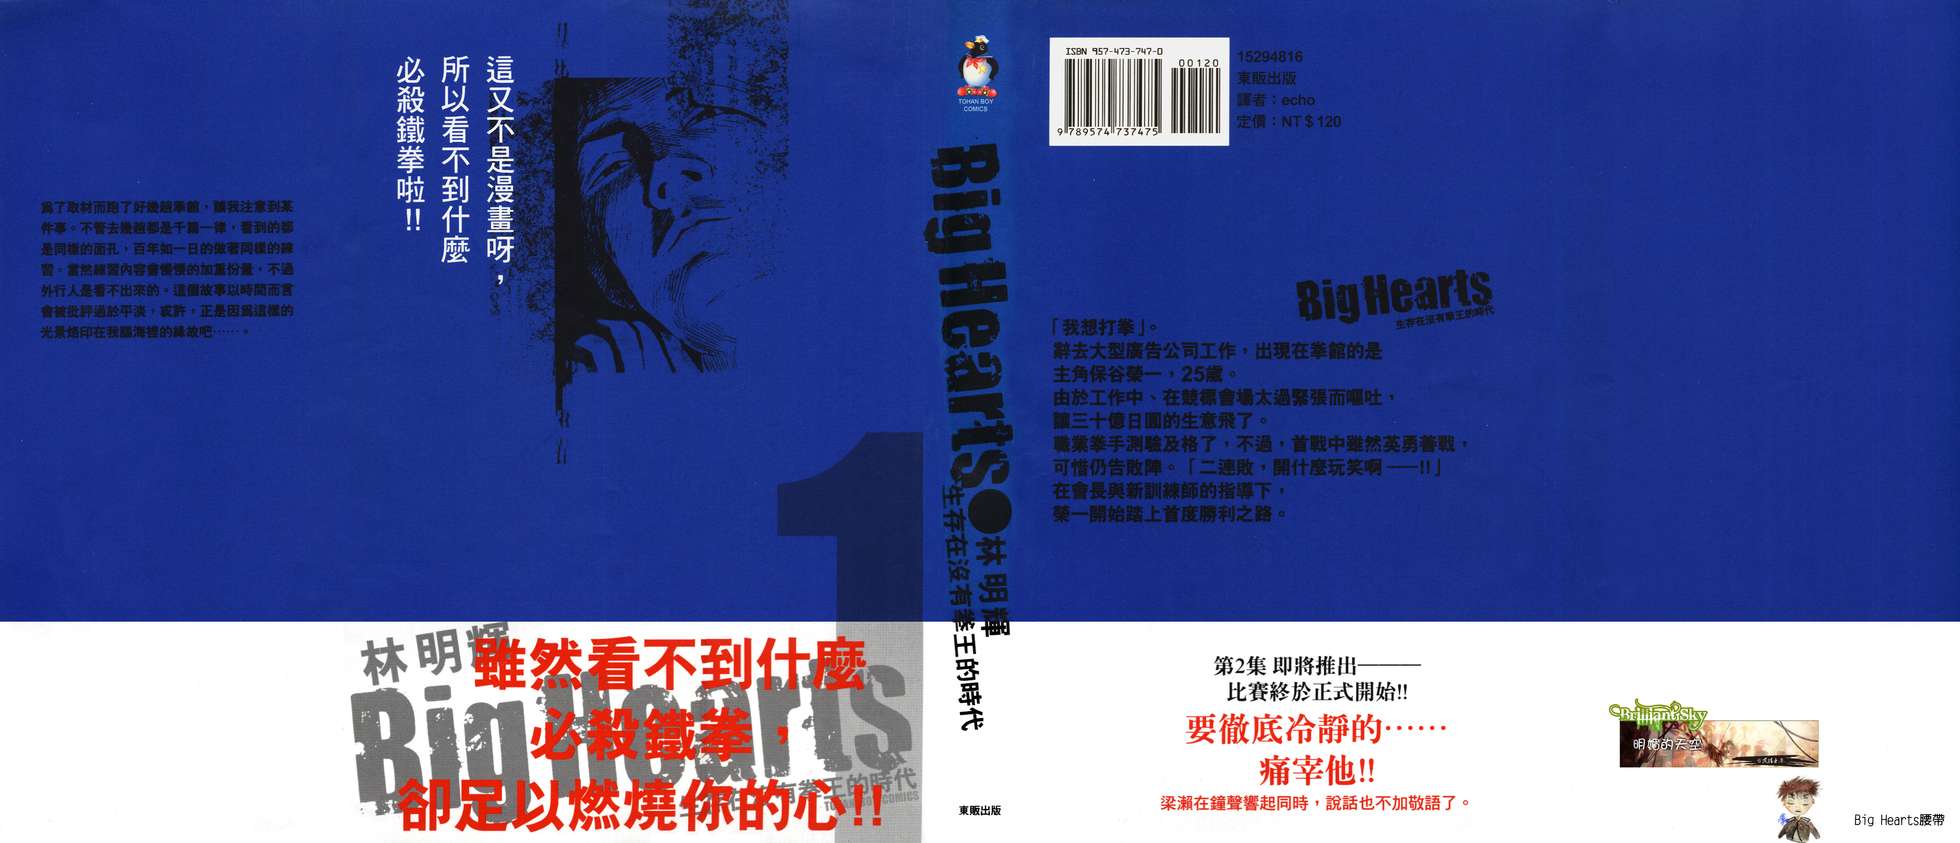 為了取材而跑了好幾趟拳館，讓我注意到某
件事。不管去幾趟都是千篇一律，看到的都
是同樣的面孔，百年如一日的做著同樣的練
習。當然練習內容會慢慢的加重份量，不過
外行人是看不出來的。這個故事以時間而言
會被批評過於平淡，或許，正是因為這樣的
光景烙印在我腦海裡的緣故吧……。
這又不是漫畫呀，
所以看不到什麼
必殺鐵拳啦!!
1
林明輝
Big Hearts
生存在沒有拳王的時代
TOHAN BOY COMICS
雖然看不到什麼
必殺鐵拳，
卻足以燃燒你的心!!
TOHAN BOY
COMICS
Big Hearts●林明輝
生存在沒有拳王的時代
東販出版
ISBN 957-473-747-0
00120
9789574737475
15294816
東販出版
譯者：echo
定價：NT＄120
Big Hearts
生存在沒有拳王的時代
「我想打拳」。
辭去大型廣告公司工作，出現在拳館的是
主角保谷榮一，25歲。
由於工作中、在競標會場太過緊張而嘔吐，
讓三十億日圓的生意飛了。
職業拳手測驗及格了，不過，首戰中雖然英勇善戰，
可惜仍告敗陣。「二連敗，開什麼玩笑啊——!!」
在會長與新訓練師的指導下，
榮一開始踏上首度勝利之路。
第2集 即將推出———
比賽終於正式開始!!
要徹底冷靜的……
痛宰他!!
梁瀨在鐘聲響起同時，說話也不加敬語了。
Brilliant Sky
明媚的天空
Big Hearts腰帶